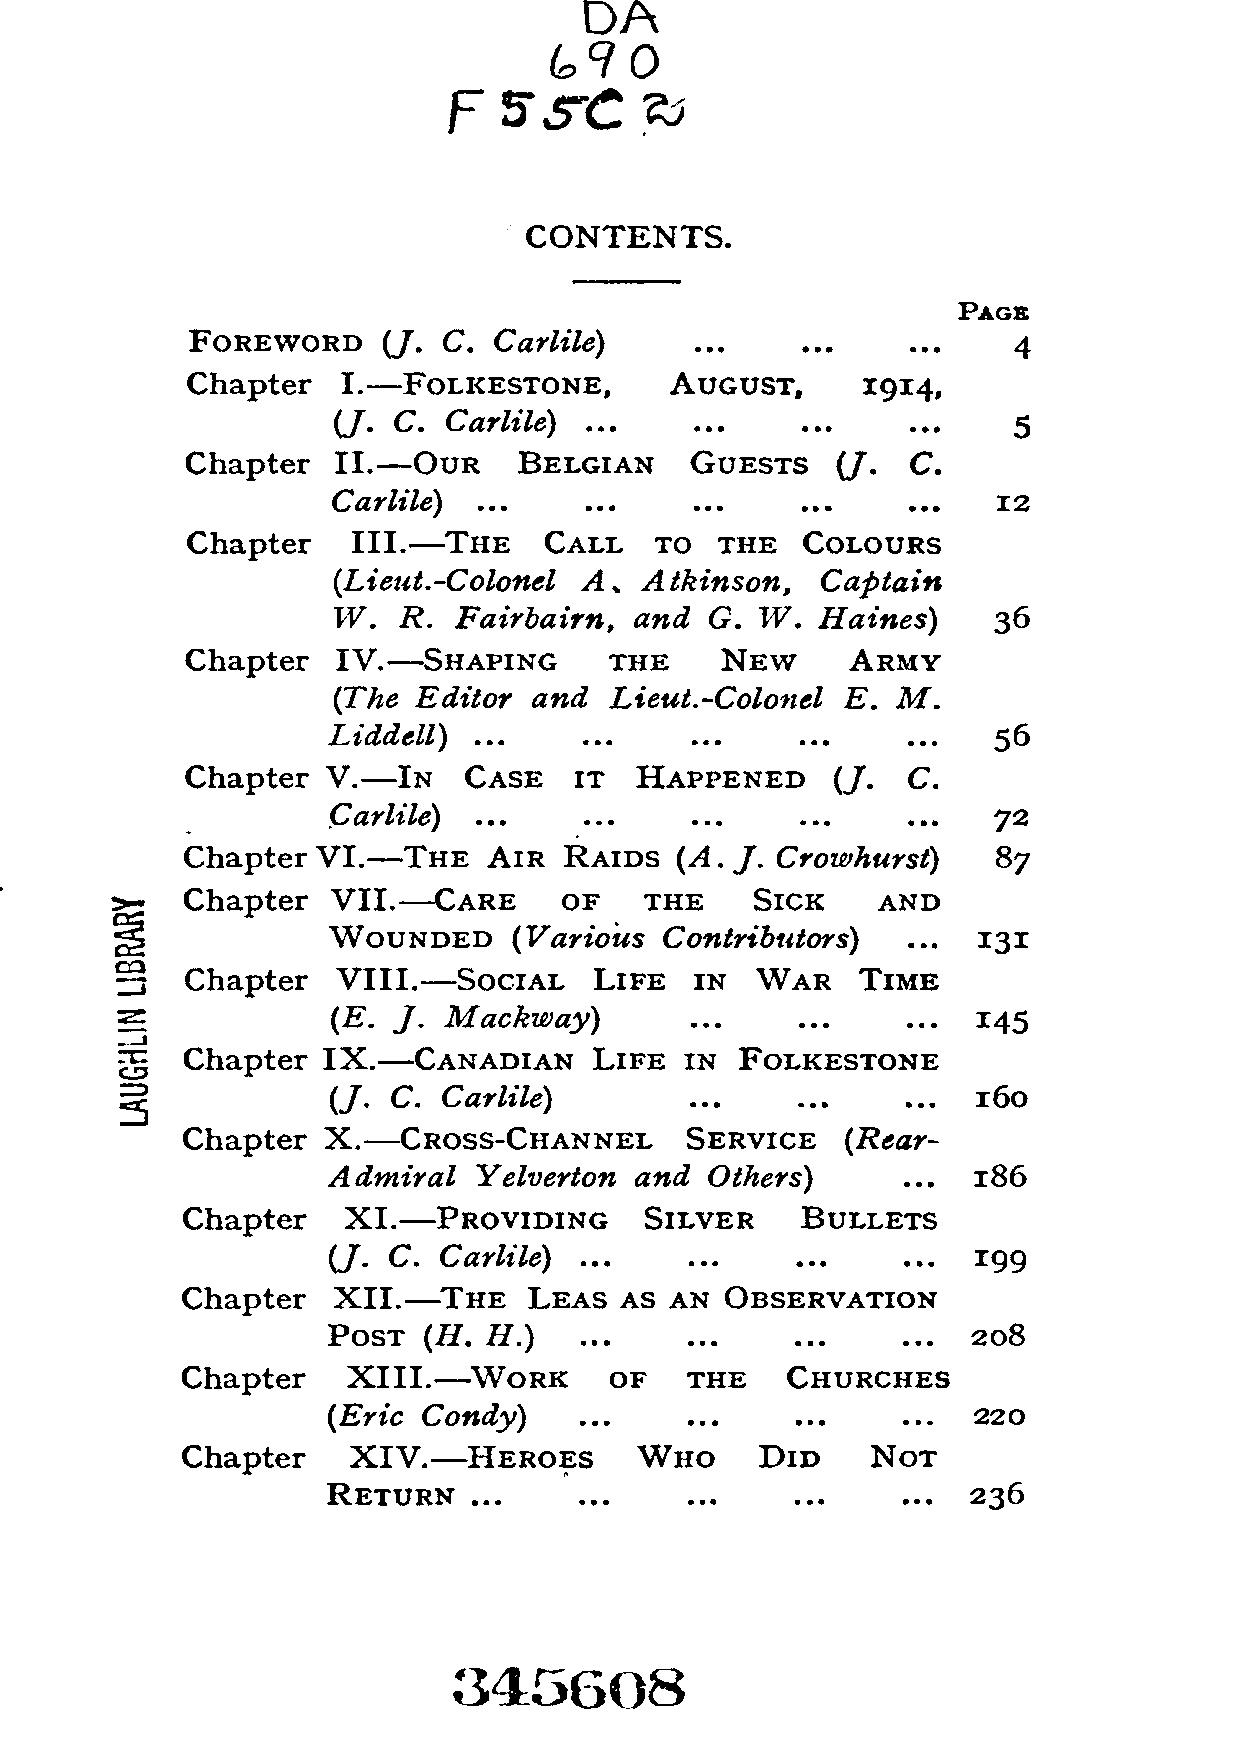 DA
690
F55C2
CONTENTS.
PAGE
FOREWORD (J. C. Carlile) ... ... ... 4
Chapter I.—FOLKESTONE, AUGUST, 1914,
(J. C. Carlile) ... ... ... ... 5
Chapter II.—OUR BELGIAN GUESTS (J. C.
Carlile) ... ... ... ... ... 12
Chapter III.—THE CALL TO THE COLOURS
(Lieut.-Colonel A. Atkinson, Captain
W. R. Fairbairn, and G. W. Haines) 36
Chapter IV.—SHAPING THE NEW ARMY
(The Editor and Lieut.-Colonel E. M.
Liddell) ... ... ... ... ... 56
Chapter V.—IN CASE IT HAPPENED (J. C.
Carlile) ... ... ... ... ... 72
Chapter VI.—THE AIR RAIDS (A. J. Crowhurst) 87
Chapter VII.—CARE OF THE SICK AND
WOUNDED (Various Contributors) ... 131
Chapter VIII.—SOCIAL LIFE IN WAR TIME
(E. J. Mackway) ... ... ... 145
Chapter IX.—CANADIAN LIFE IN FOLKESTONE
(J. C. Carlile) ... ... ... 160
Chapter X.—CROSS-CHANNEL SERVICE (Rear-
Admiral Yelverton and Others) ... 186
Chapter XI.—PROVIDING SILVER BULLETS
(J. C. Carlile) ... ... ... ... 199
Chapter XII.—THE LEAS AS AN OBSERVATION
POST (H. H.) ... ... ... ... 208
Chapter XIII.—WORK OF THE CHURCHES
(Eric Condy) ... ... ... ... 220
Chapter XIV.—HEROES WHO DID NOT
RETURN ... ... ... ... ... 236
LAUGHLIN LIBRARY
345608